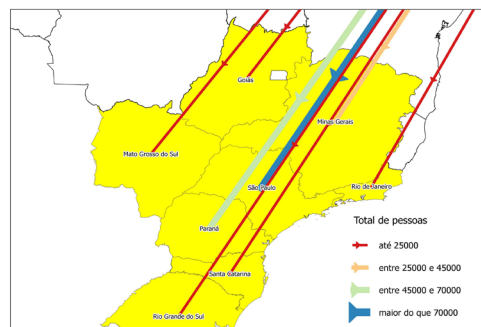 Goiás
Minas Gerais
Mato Grosso do Sul
São Paulo
Rio de Janeiro
Paraná
Santa Catarina
Rio Grande do Sul
Total de pessoas
até 25000
entre 25000 e 45000
entre 45000 e 70000
maior do que 70000